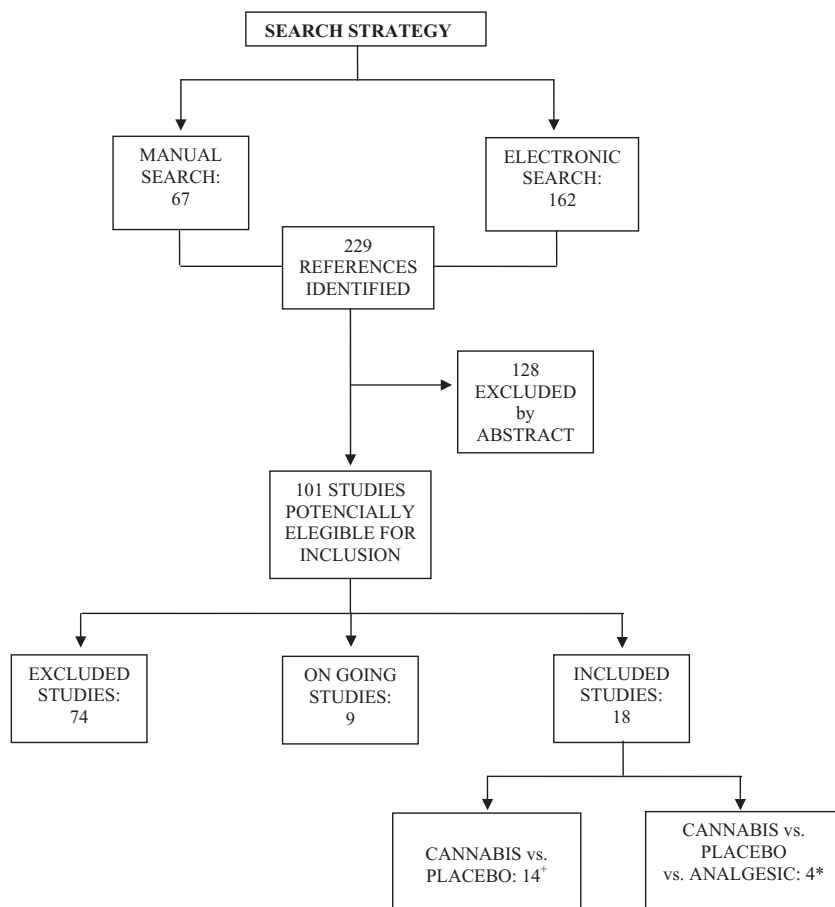 SEARCH STRATEGY
MANUAL
SEARCH:
67
ELECTRONIC
SEARCH:
162
229
REFERENCES
IDENTIFIED
128
EXCLUDED
by
ABSTRACT
101 STUDIES
POTENCIALLY
ELEGIBLE FOR
INCLUSION
EXCLUDED
STUDIES:
74
ON GOING
STUDIES:
9
INCLUDED
STUDIES:
18
CANNABIS vs.
PLACEBO: 14⁺
CANNABIS vs.
PLACEBO
vs. ANALGESIC: 4*